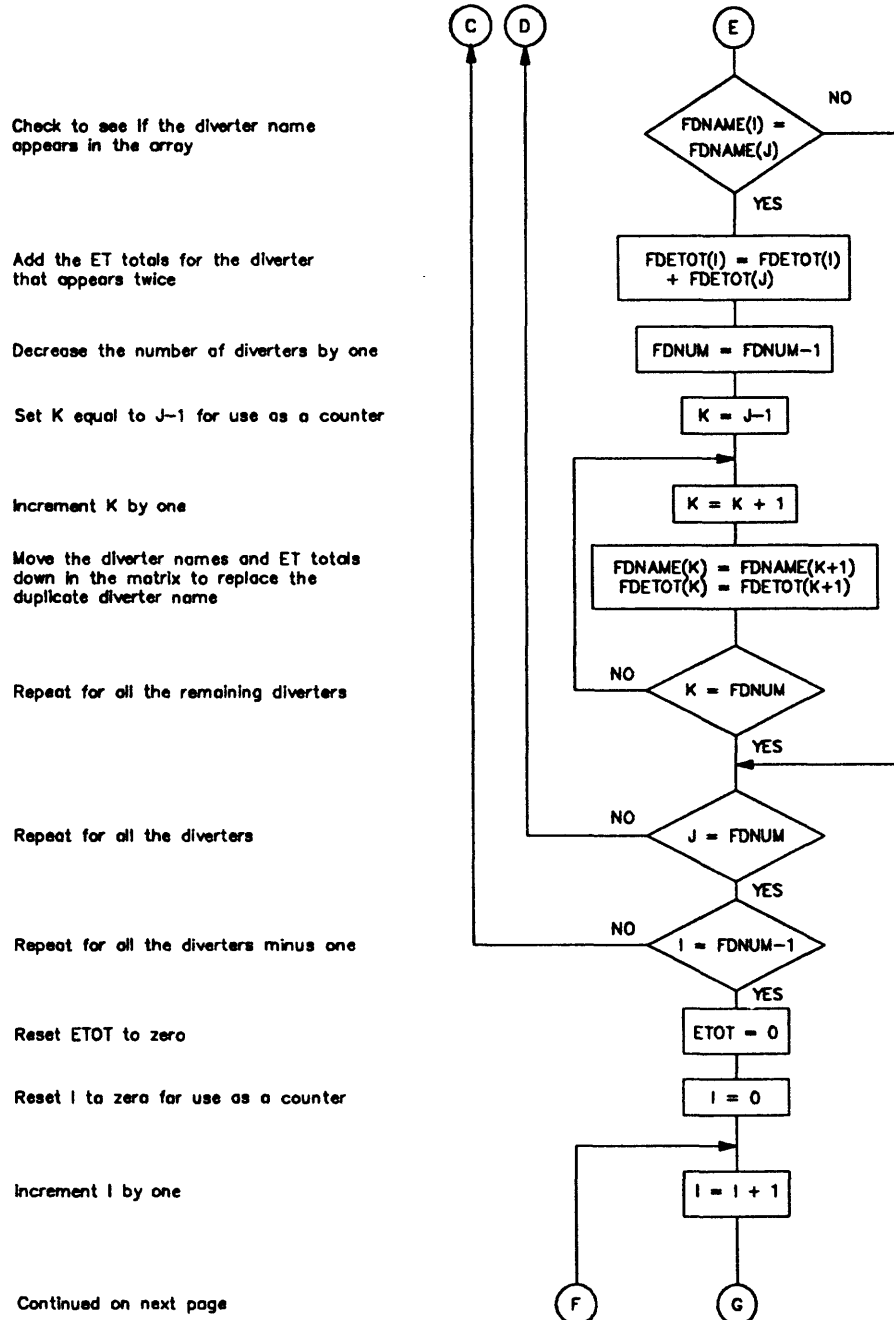 C D E
Check to see if the diverter name
appears in the array
FDNAME(I) =
FDNAME(J)
NO
YES
Add the ET totals for the diverter
that appears twice
FDETOT(I) = FDETOT(I)
+ FDETOT(J)
Decrease the number of diverters by one
FDNUM = FDNUM-1
Set K equal to J-1 for use as a counter
K = J-1
Increment K by one
K = K + 1
Move the diverter names and ET totals
down in the matrix to replace the
duplicate diverter name
FDNAME(K) = FDNAME(K+1)
FDETOT(K) = FDETOT(K+1)
Repeat for all the remaining diverters
NO
K = FDNUM
YES
Repeat for all the diverters
NO
J = FDNUM
YES
Repeat for all the diverters minus one
NO
I = FDNUM-1
YES
Reset ETOT to zero
ETOT = 0
Reset I to zero for use as a counter
I = 0
Increment I by one
I = I + 1
Continued on next page
F G